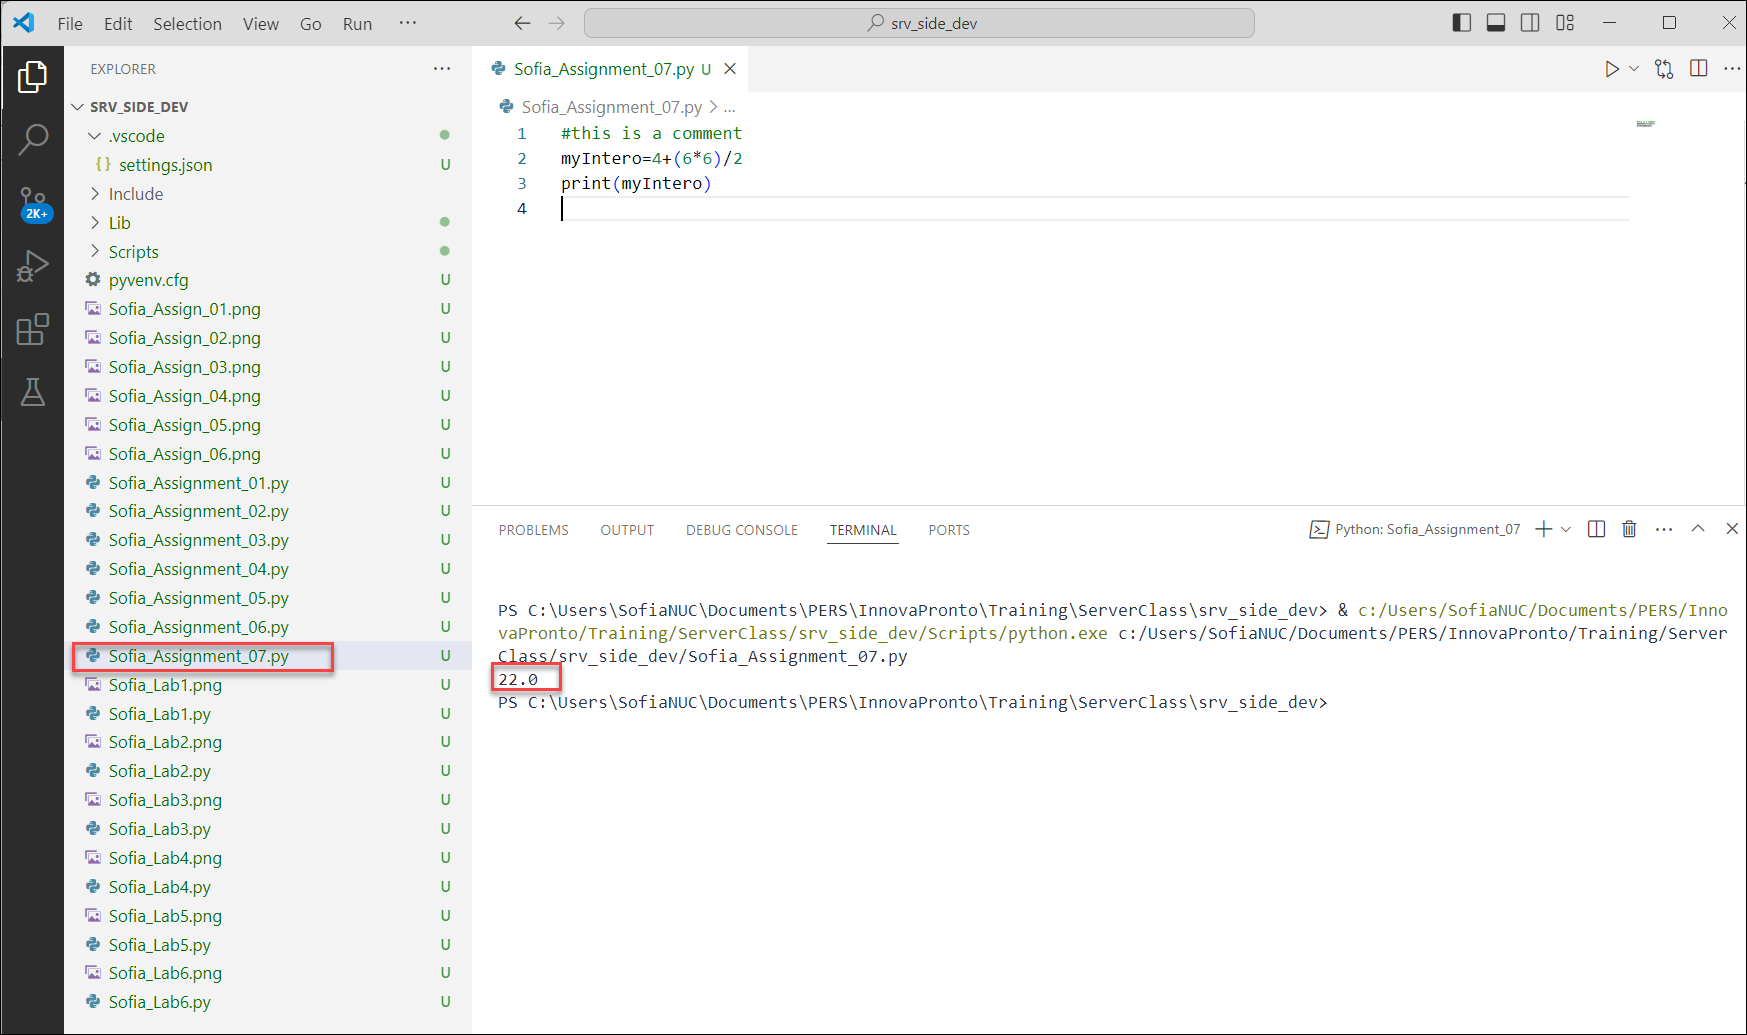 File Edit Selection View Go Run ···
srv_side_dev
EXPLORER ···
SRV_SIDE_DEV
.vscode
{} settings.json U
Include
Lib
Scripts
pyvenv.cfg U
Sofia_Assign_01.png U
Sofia_Assign_02.png U
Sofia_Assign_03.png U
Sofia_Assign_04.png U
Sofia_Assign_05.png U
Sofia_Assign_06.png U
Sofia_Assignment_01.py U
Sofia_Assignment_02.py U
Sofia_Assignment_03.py U
Sofia_Assignment_04.py U
Sofia_Assignment_05.py U
Sofia_Assignment_06.py U
Sofia_Assignment_07.py U
Sofia_Lab1.png U
Sofia_Lab1.py U
Sofia_Lab2.png U
Sofia_Lab2.py U
Sofia_Lab3.png U
Sofia_Lab3.py U
Sofia_Lab4.png U
Sofia_Lab4.py U
Sofia_Lab5.png U
Sofia_Lab5.py U
Sofia_Lab6.png U
Sofia_Lab6.py U
2K+
Sofia_Assignment_07.py U
Sofia_Assignment_07.py > ...
1 #this is a comment
2 myIntero=4+(6*6)/2
3 print(myIntero)
4
PROBLEMS OUTPUT DEBUG CONSOLE TERMINAL PORTS
Python: Sofia_Assignment_07
PS C:\Users\SofiaNUC\Documents\PERS\InnovaPronto\Training\ServerClass\srv_side_dev> & c:/Users/SofiaNUC/Documents/PERS/Inno
vaPronto/Training/ServerClass/srv_side_dev/Scripts/python.exe c:/Users/SofiaNUC/Documents/PERS/InnovaPronto/Training/Server
Class/srv_side_dev/Sofia_Assignment_07.py
22.0
PS C:\Users\SofiaNUC\Documents\PERS\InnovaPronto\Training\ServerClass\srv_side_dev>